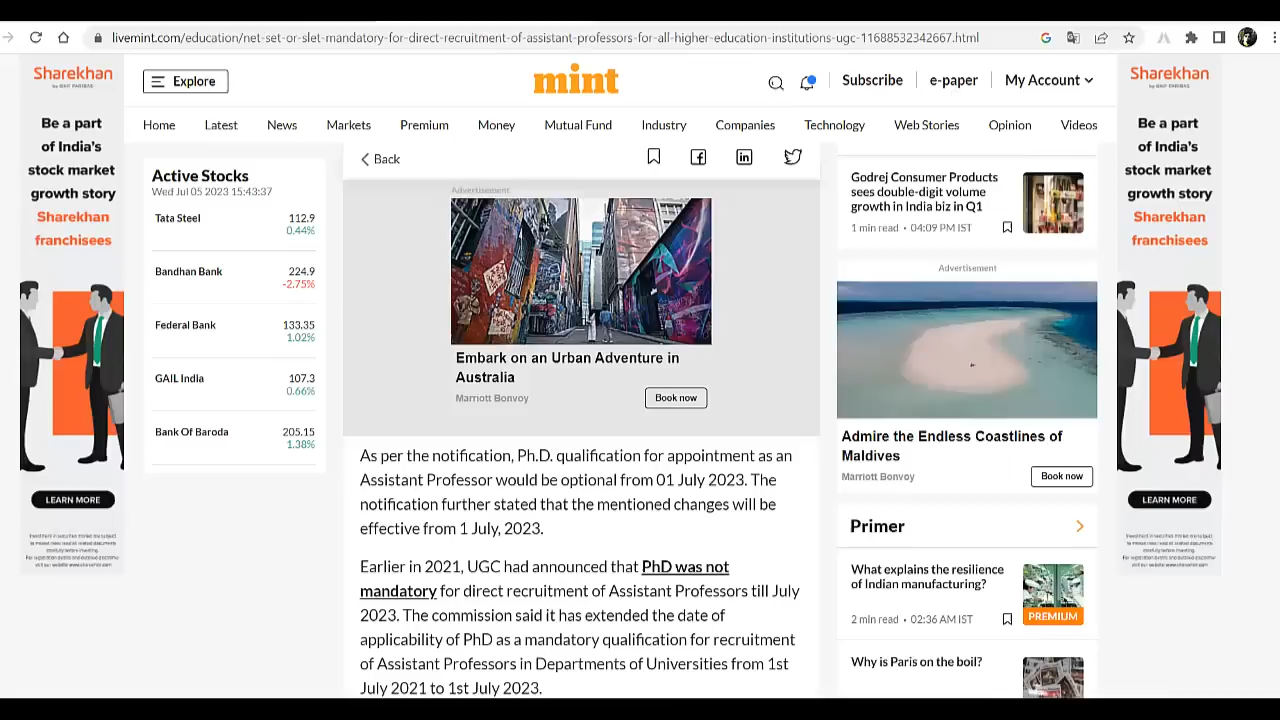 livemint.com/education/net-set-or-slet-mandatory-for-direct-recruitment-of-assistant-professors-for-all-higher-education-institutions-ugc-11688532342667.html
Sharekhan
by BNP PARIBAS
Be a part
of India's
stock market
growth story
Sharekhan
franchisees
LEARN MORE
Explore
mint
Subscribe
e-paper
My Account
Home
Latest
News
Markets
Premium
Money
Mutual Fund
Industry
Companies
Technology
Web Stories
Opinion
Videos
Active Stocks
Wed Jul 05 2023 15:43:37
Tata Steel 112.9
0.44%
Bandhan Bank 224.9
-2.75%
Federal Bank 133.35
1.02%
GAIL India 107.3
0.66%
Bank Of Baroda 205.15
1.38%
Back
Advertisement
Embark on an Urban Adventure in
Australia
Marriott Bonvoy
Book now
As per the notification, Ph.D. qualification for appointment as an
Assistant Professor would be optional from 01 July 2023. The
notification further stated that the mentioned changes will be
effective from 1 July, 2023.
Earlier in 2021, UGC had announced that PhD was not
mandatory for direct recruitment of Assistant Professors till July
2023. The commission said it has extended the date of
applicability of PhD as a mandatory qualification for recruitment
of Assistant Professors in Departments of Universities from 1st
July 2021 to 1st July 2023.
Godrej Consumer Products
sees double-digit volume
growth in India biz in Q1
1 min read • 04:09 PM IST
Advertisement
Admire the Endless Coastlines of
Maldives
Marriott Bonvoy
Book now
Primer
What explains the resilience
of Indian manufacturing?
2 min read • 02:36 AM IST
PREMIUM
Why is Paris on the boil?
Sharekhan
by BNP PARIBAS
Be a part
of India's
stock market
growth story
Sharekhan
franchisees
LEARN MORE